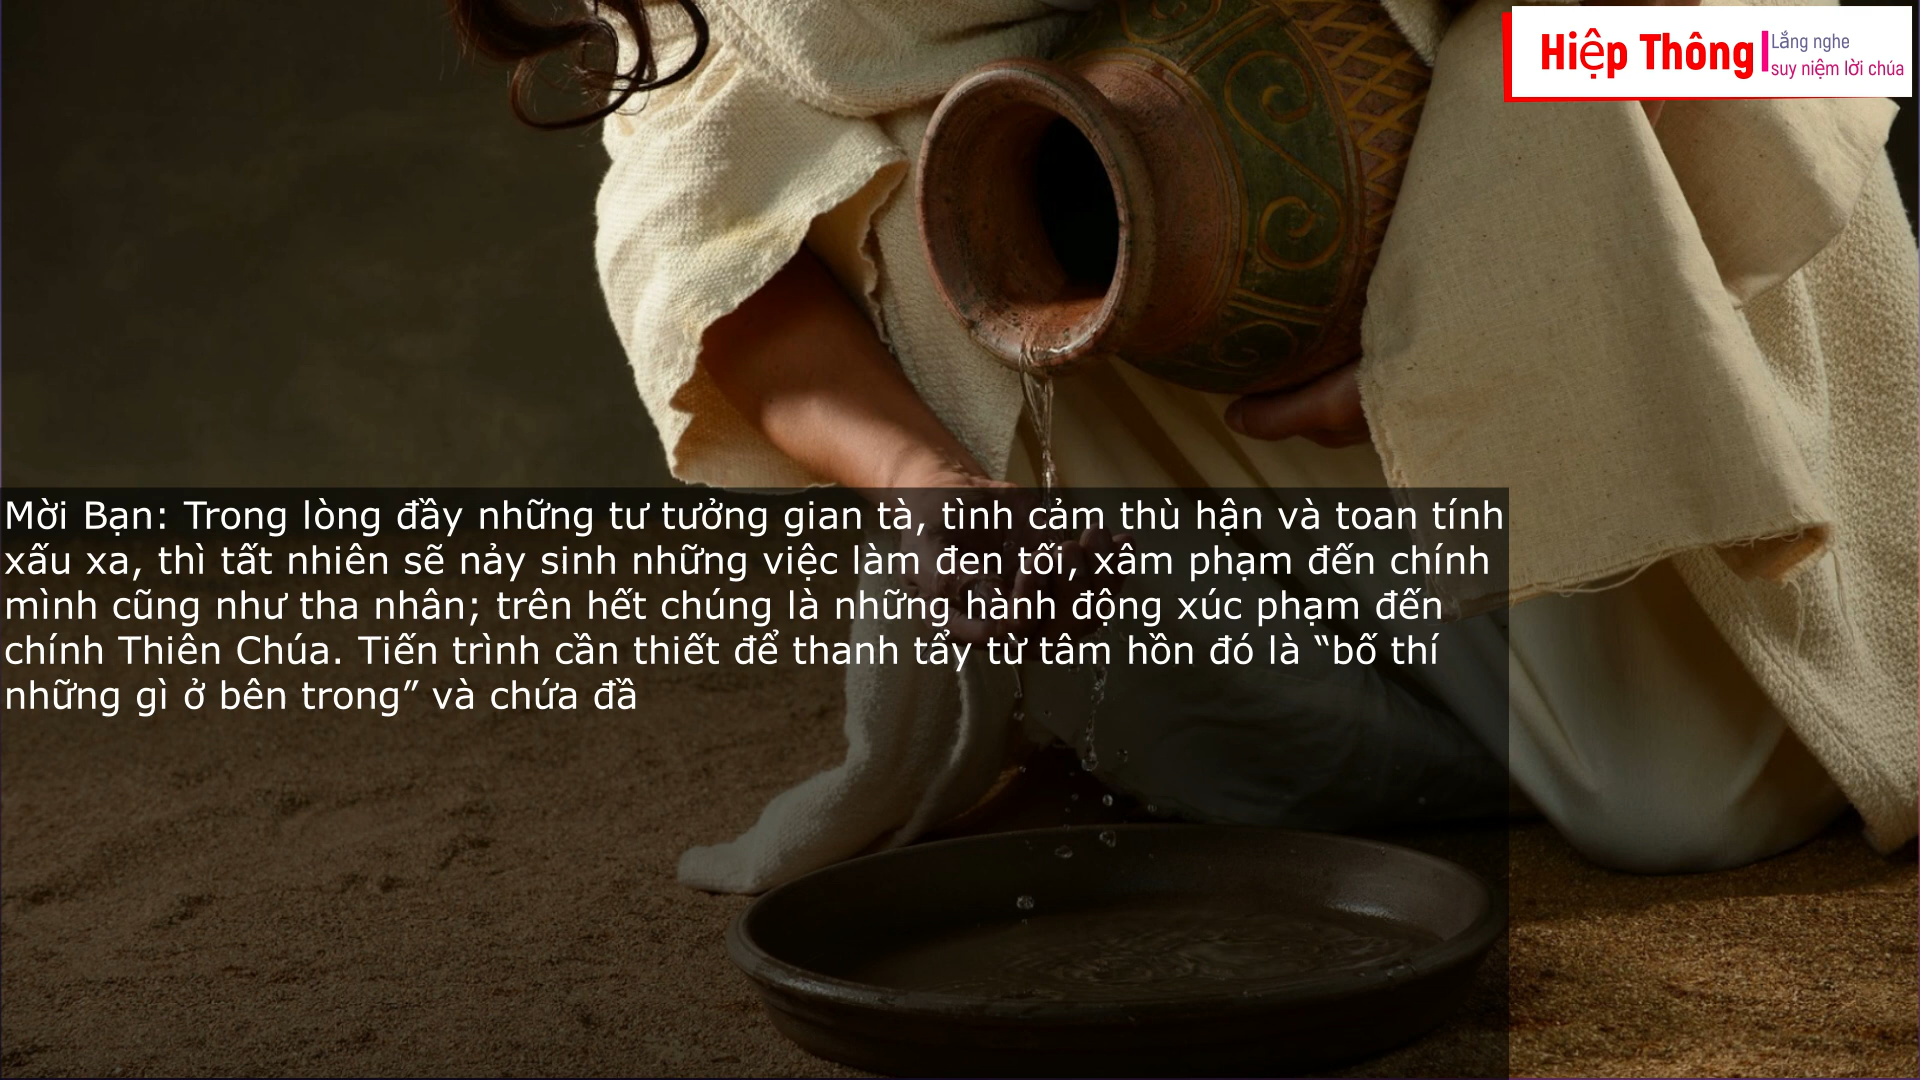 Hiệp Thông
Lắng nghe
suy niệm lời chúa
Mời Bạn: Trong lòng đầy những tư tưởng gian tà, tình cảm thù hận và toan tính
xấu xa, thì tất nhiên sẽ nảy sinh những việc làm đen tối, xâm phạm đến chính
mình cũng như tha nhân; trên hết chúng là những hành động xúc phạm đến
chính Thiên Chúa. Tiến trình cần thiết để thanh tẩy từ tâm hồn đó là “bố thí
những gì ở bên trong” và chứa đầ